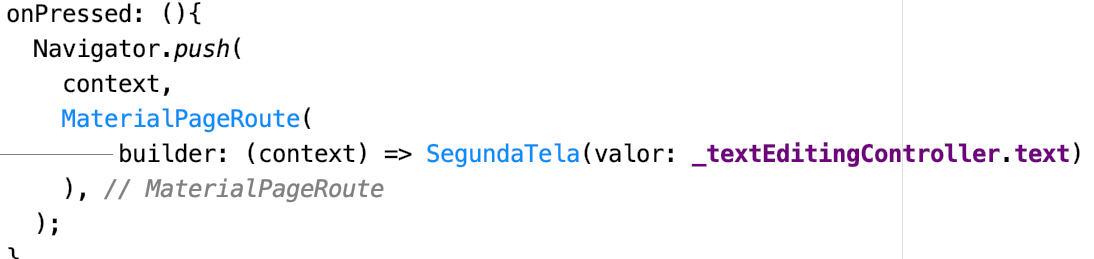 onPressed: (){
Navigator.push(
context,
MaterialPageRoute(
builder: (context) => SegundaTela(valor: _textEditingController.text)
), // MaterialPageRoute
);
}